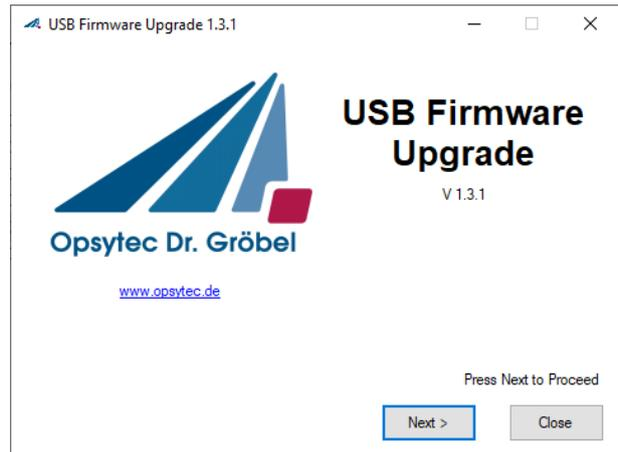 USB Firmware Upgrade 1.3.1
USB Firmware
Upgrade
V 1.3.1
Opsytec Dr. Gröbel
www.opsytec.de
Press Next to Proceed
Next >
Close